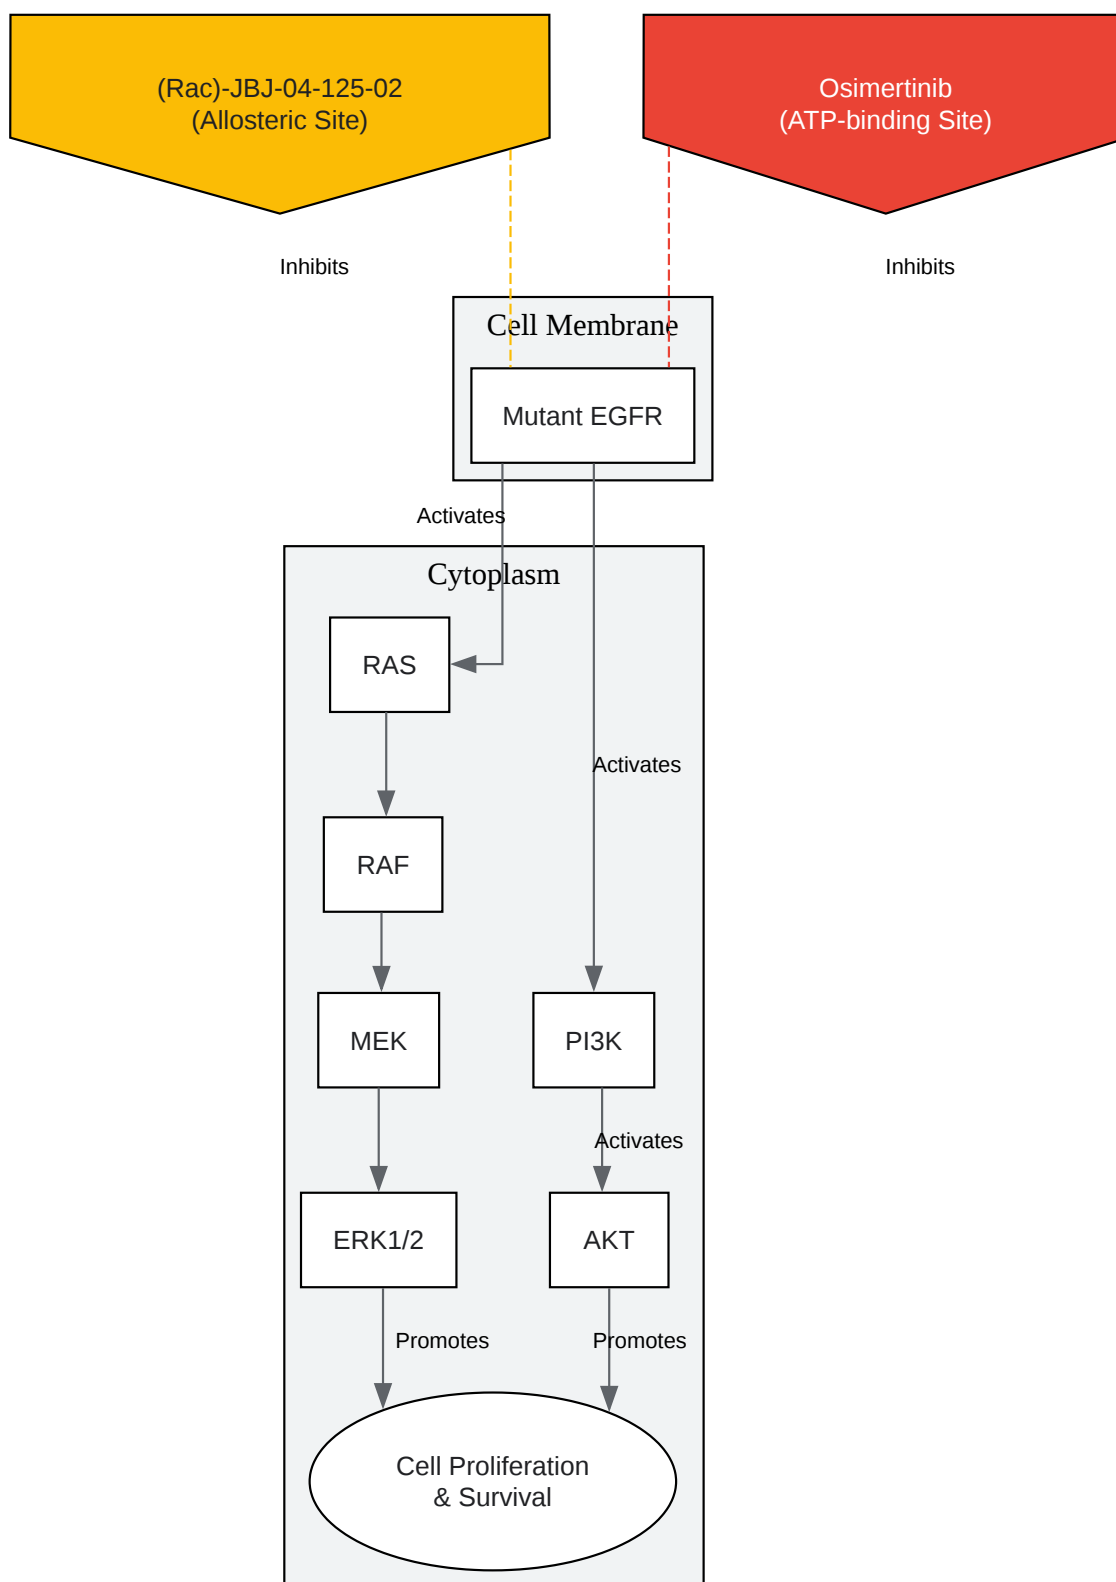 (Rac)-JBJ-04-125-02
(Allosteric Site)
Osimertinib
(ATP-binding Site)
Inhibits
Inhibits
Cell Membrane
Mutant EGFR
Activates
Cytoplasm
RAS
Activates
RAF
MEK
PI3K
Activates
ERK1/2
AKT
Promotes
Promotes
Cell Proliferation
& Survival